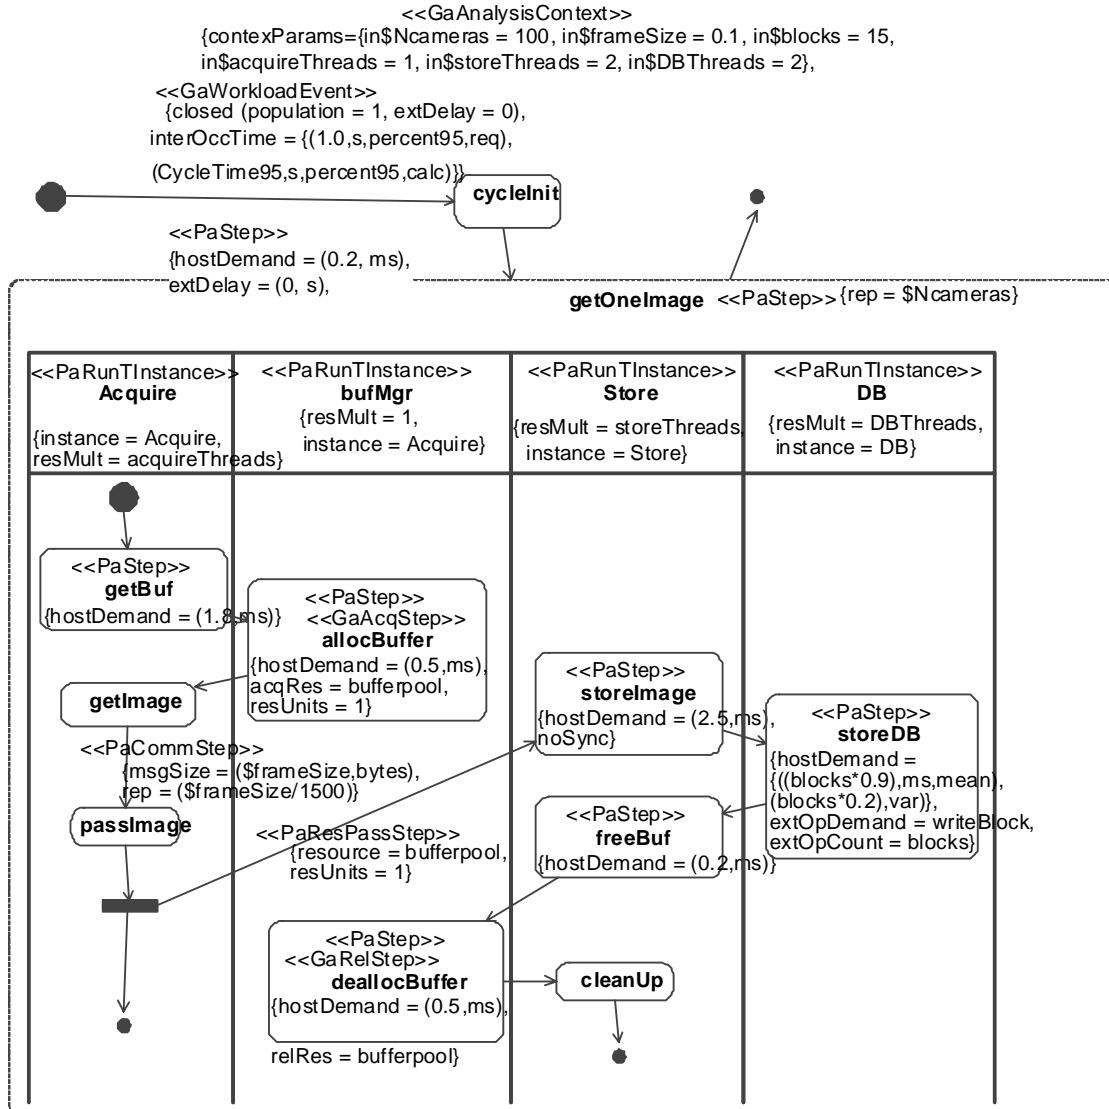 <<GaAnalysisContext>>
{contexParams={in$Ncameras = 100, in$frameSize = 0.1, in$blocks = 15,
in$acquireThreads = 1, in$storeThreads = 2, in$DBThreads = 2},
<<GaWorkloadEvent>>
{closed (population = 1, extDelay = 0),
interOccTime = {(1.0,s,percent95,req),
(CycleTime95,s,percent95,calc)}}
cycleInit
<<PaStep>>
{hostDemand = (0.2, ms),
extDelay = (0, s),
getOneImage <<PaStep>> {rep = $Ncameras}
<<PaRunTInstance>>
Acquire
{instance = Acquire,
resMult = acquireThreads}
<<PaRunTInstance>>
bufMgr
{resMult = 1,
instance = Acquire}
<<PaRunTInstance>>
Store
{resMult = storeThreads,
instance = Store}
<<PaRunTInstance>>
DB
{resMult = DBThreads,
instance = DB}
<<PaStep>>
getBuf
{hostDemand = (1.8,ms)}
<<PaStep>>
<<GaAcqStep>>
allocBuffer
{hostDemand = (0.5,ms),
acqRes = bufferpool,
resUnits = 1}
getImage
<<PaCommStep>>
{msgSize = ($frameSize,bytes),
rep = ($frameSize/1500)}
passImage
<<PaStep>>
storeImage
{hostDemand = (2.5,ms),
noSync}
<<PaStep>>
storeDB
{hostDemand =
{((blocks*0.9),ms,mean),
(blocks*0.2),var)},
extOpDemand = writeBlock,
extOpCount = blocks}
<<PaResPassStep>>
{resource = bufferpool,
resUnits = 1}
<<PaStep>>
freeBuf
{hostDemand = (0.2,ms)}
<<PaStep>>
<<GaRelStep>>
deallocBuffer
{hostDemand = (0.5,ms),
relRes = bufferpool}
cleanUp